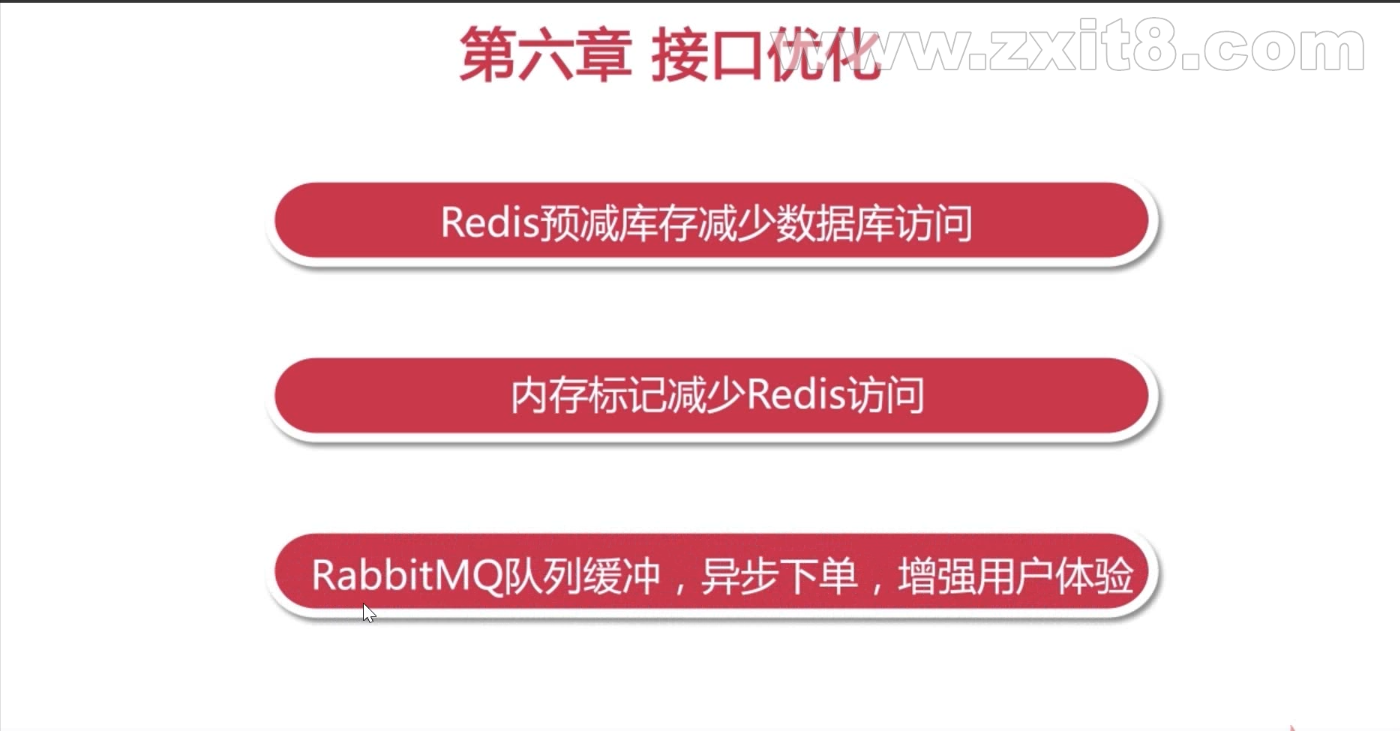 第六章 接口优化
www.zxit8.com
Redis预减库存减少数据库访问
内存标记减少Redis访问
RabbitMQ队列缓冲，异步下单，增强用户体验